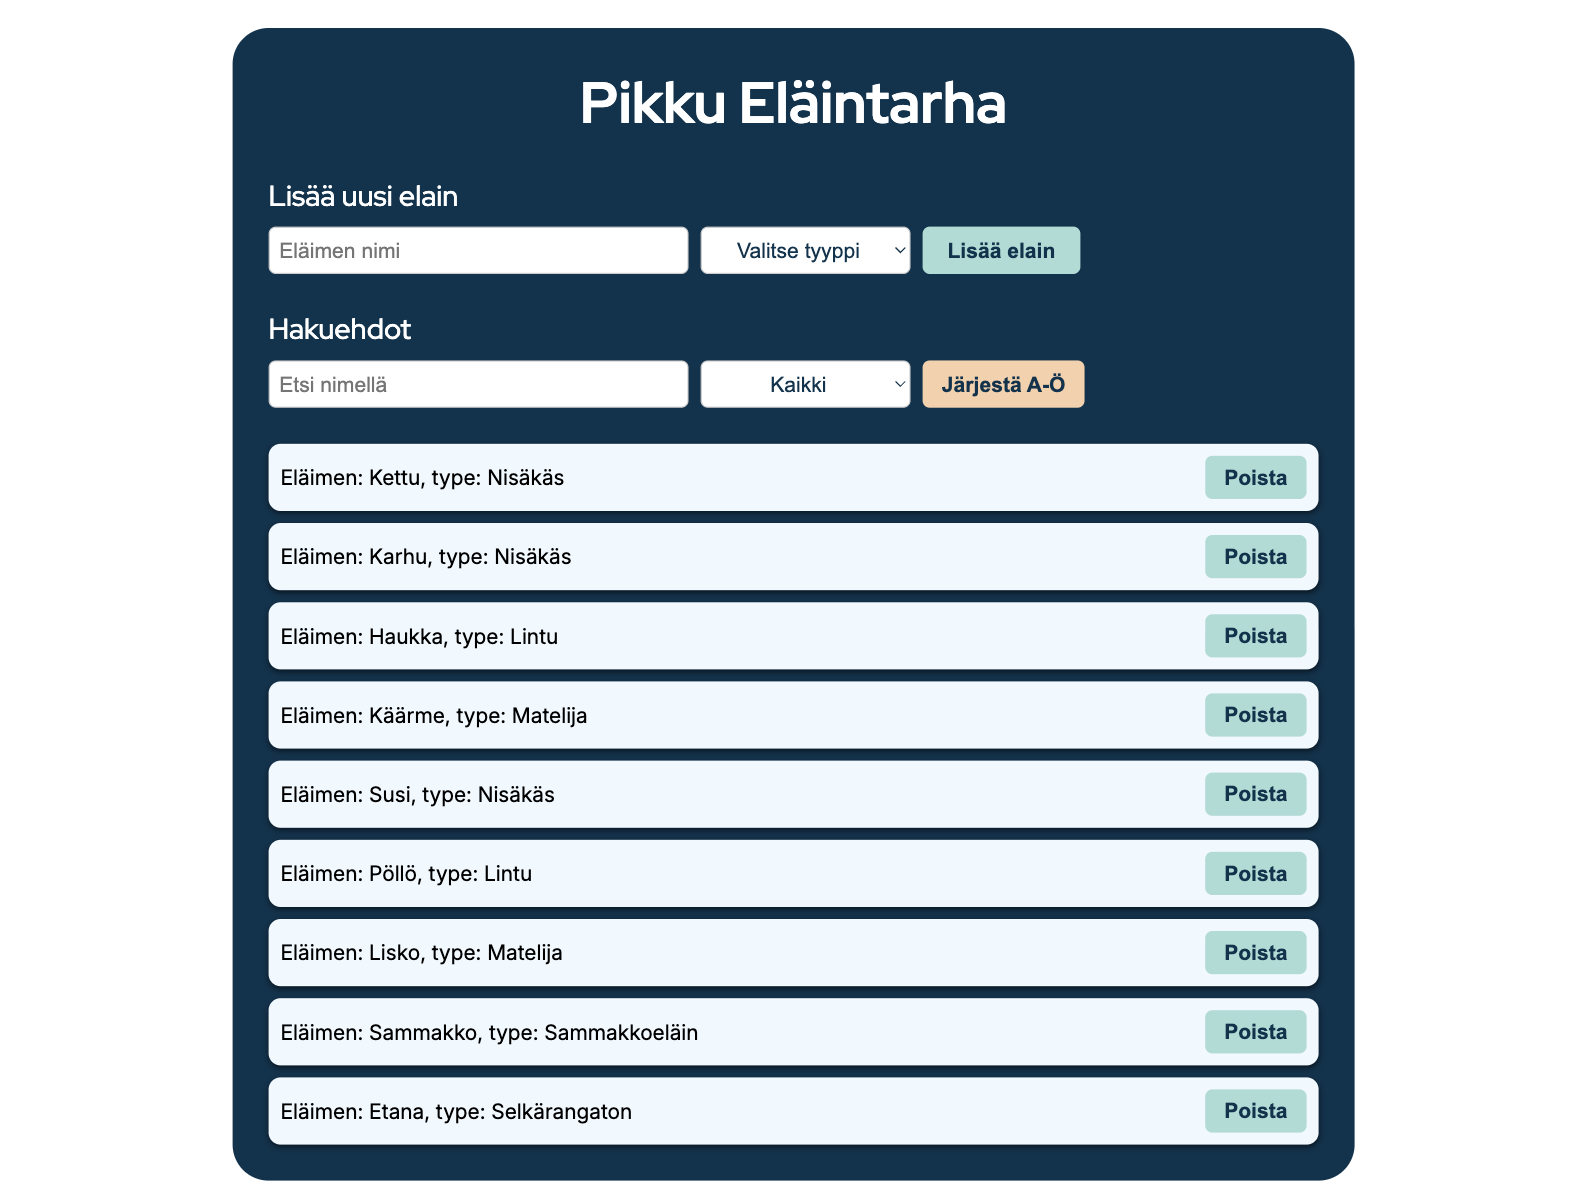 Pikku Eläintarha
Lisää uusi elain
Eläimen nimi Valitse tyyppi Lisää elain
Hakuehdot
Etsi nimellä Kaikki Järjestä A-Ö
Eläimen: Kettu, type: Nisäkäs Poista
Eläimen: Karhu, type: Nisäkäs Poista
Eläimen: Haukka, type: Lintu Poista
Eläimen: Käärme, type: Matelija Poista
Eläimen: Susi, type: Nisäkäs Poista
Eläimen: Pöllö, type: Lintu Poista
Eläimen: Lisko, type: Matelija Poista
Eläimen: Sammakko, type: Sammakkoeläin Poista
Eläimen: Etana, type: Selkärangaton Poista